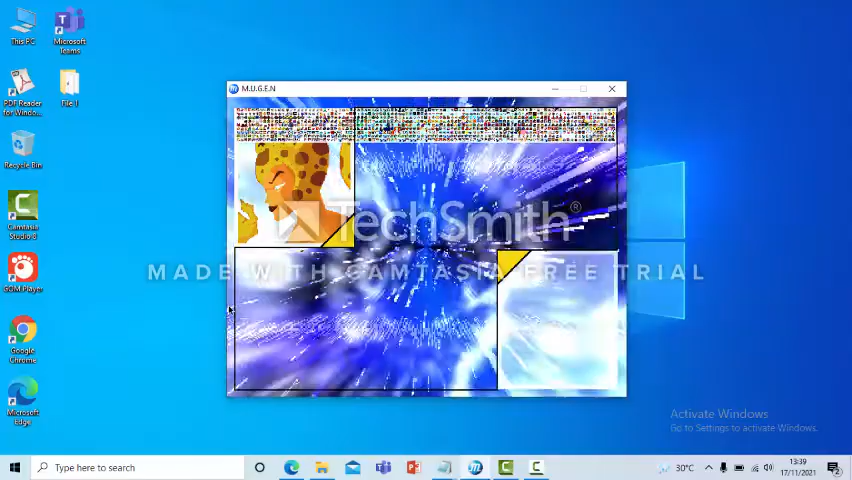 This PC
Microsoft
Teams
M.U.G.E.N
PDF Reader
for Windo...
File 1
Recycle Bin
Camtasia
Studio 8
TechSmith®
MADE WITH CAMTASIA FREE TRIAL
GOM Player
Google
Chrome
Microsoft
Edge
Activate Windows
Go to Settings to activate Windows.
Type here to search
30°C
13:39
17/11/2021
2